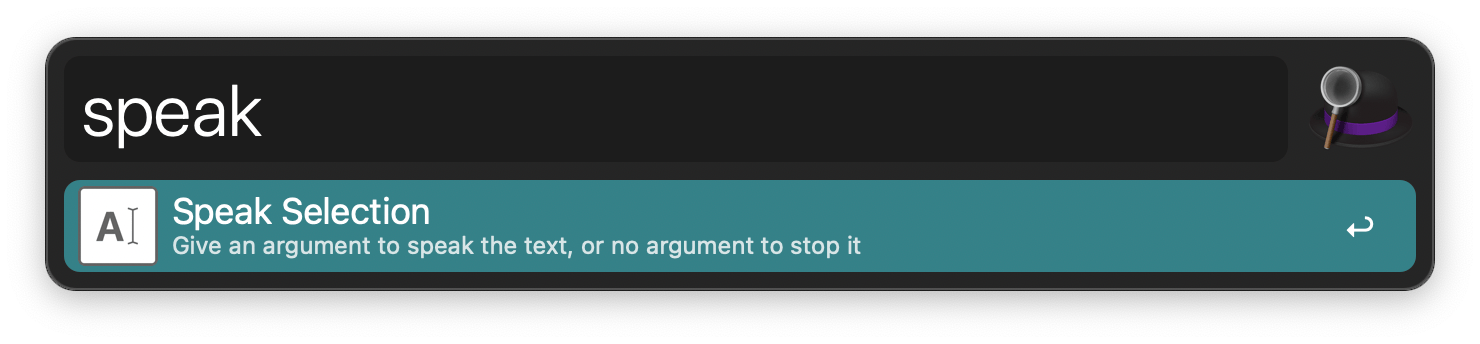 speak
A
Speak Selection
Give an argument to speak the text, or no argument to stop it